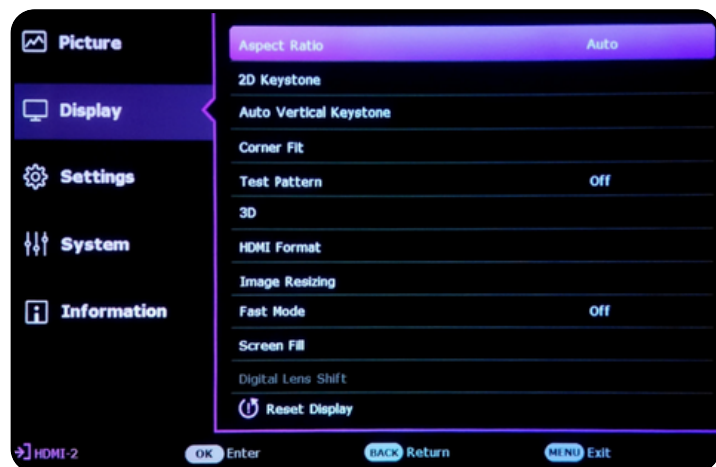 Picture
Display
Settings
System
Information
Aspect Ratio Auto
2D Keystone
Auto Vertical Keystone
Corner Fit
Test Pattern Off
3D
HDMI Format
Image Resizing
Fast Mode Off
Screen Fill
Digital Lens Shift
Reset Display
HDMI-2 OK Enter BACK Return MENU Exit